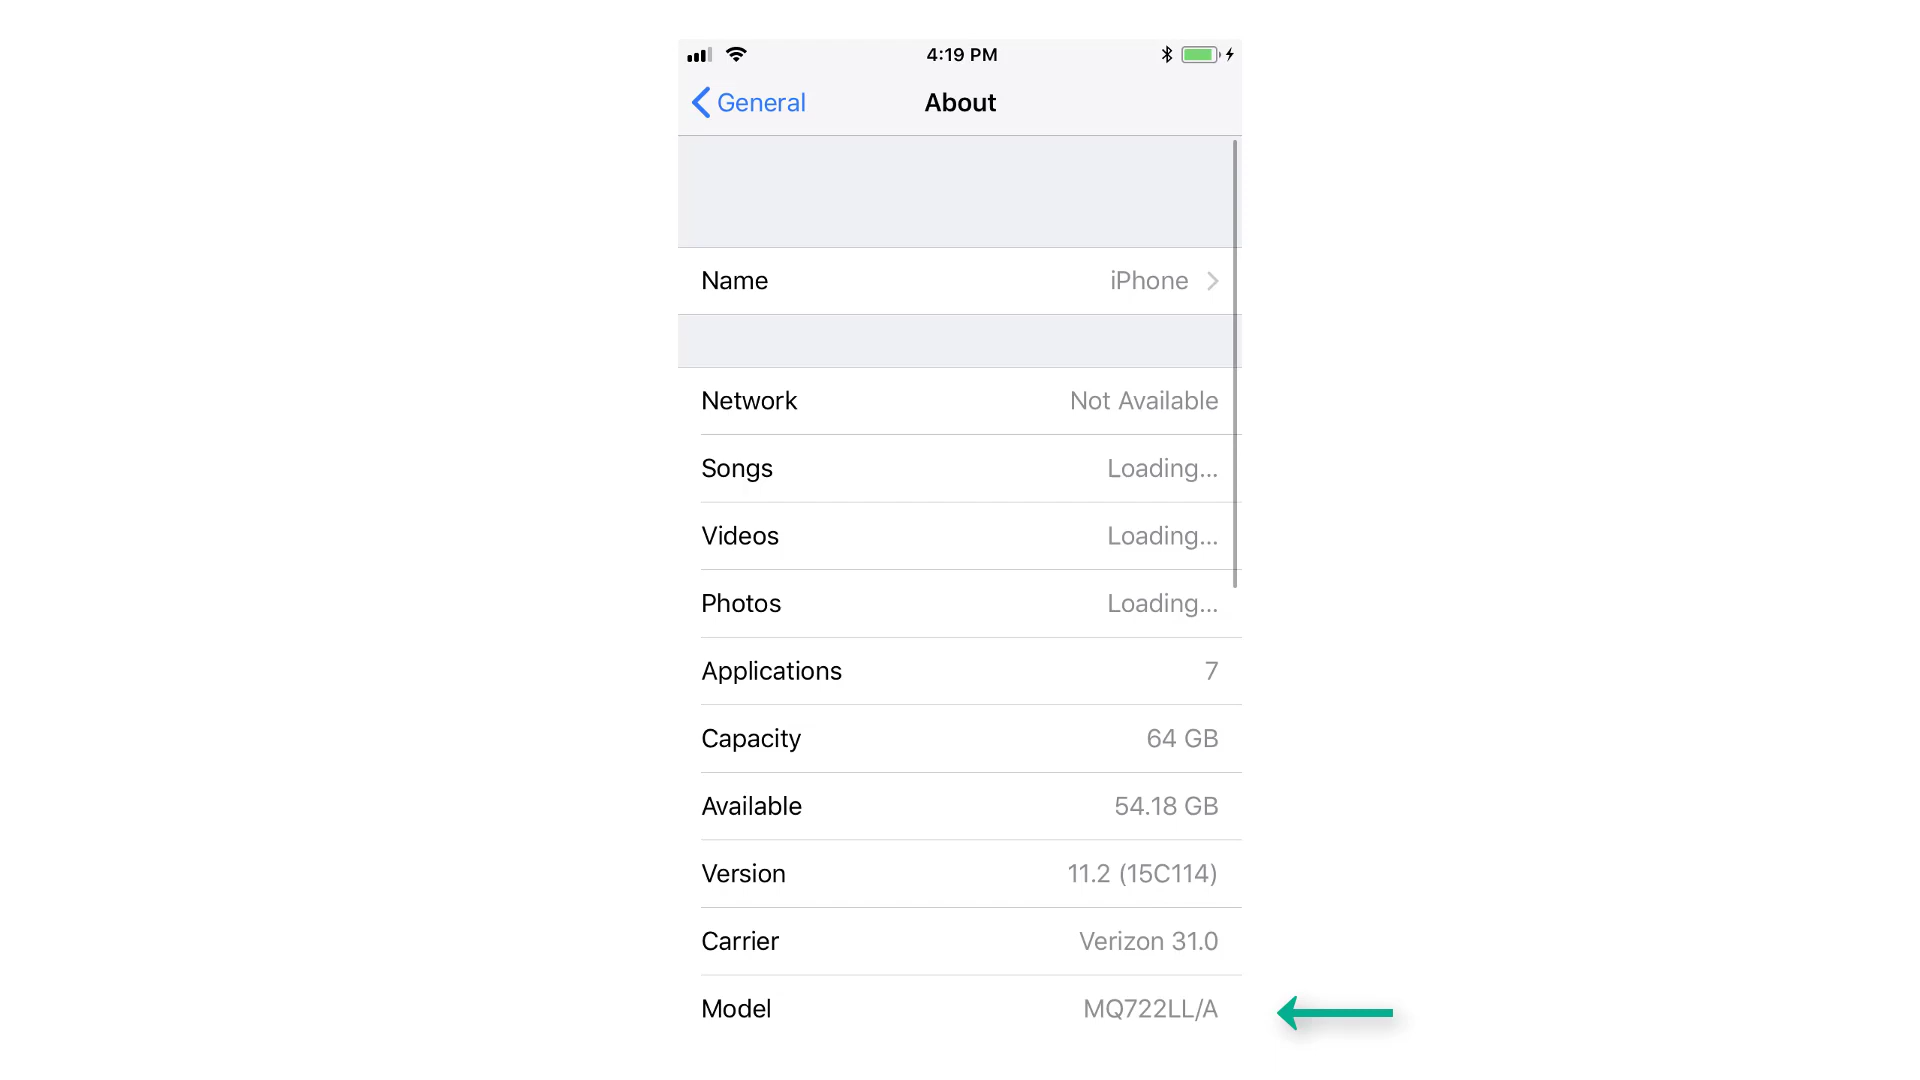 4:19 PM
General
About
Name iPhone
Network Not Available
Songs Loading...
Videos Loading...
Photos Loading...
Applications 7
Capacity 64 GB
Available 54.18 GB
Version 11.2 (15C114)
Carrier Verizon 31.0
Model MQ722LL/A